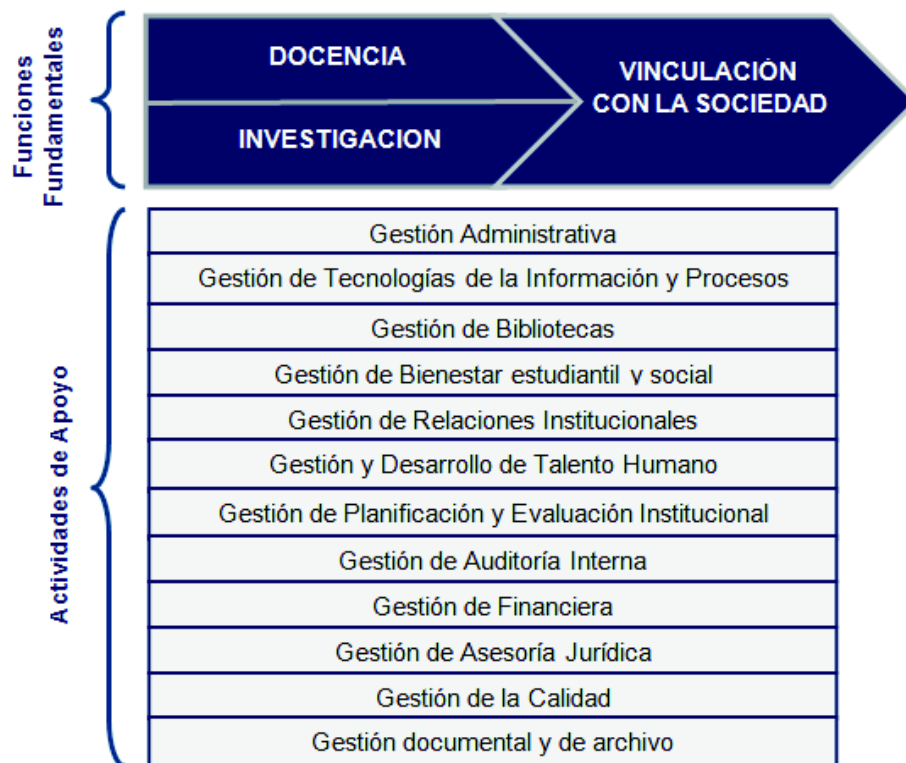 Funciones
Fundamentales
DOCENCIA
INVESTIGACION
VINCULACIÓN
CON LA SOCIEDAD
Actividades de Apoyo
Gestión Administrativa
Gestión de Tecnologías de la Información y Procesos
Gestión de Bibliotecas
Gestión de Bienestar estudiantil y social
Gestión de Relaciones Institucionales
Gestión y Desarrollo de Talento Humano
Gestión de Planificación y Evaluación Institucional
Gestión de Auditoría Interna
Gestión de Financiera
Gestión de Asesoría Jurídica
Gestión de la Calidad
Gestión documental y de archivo